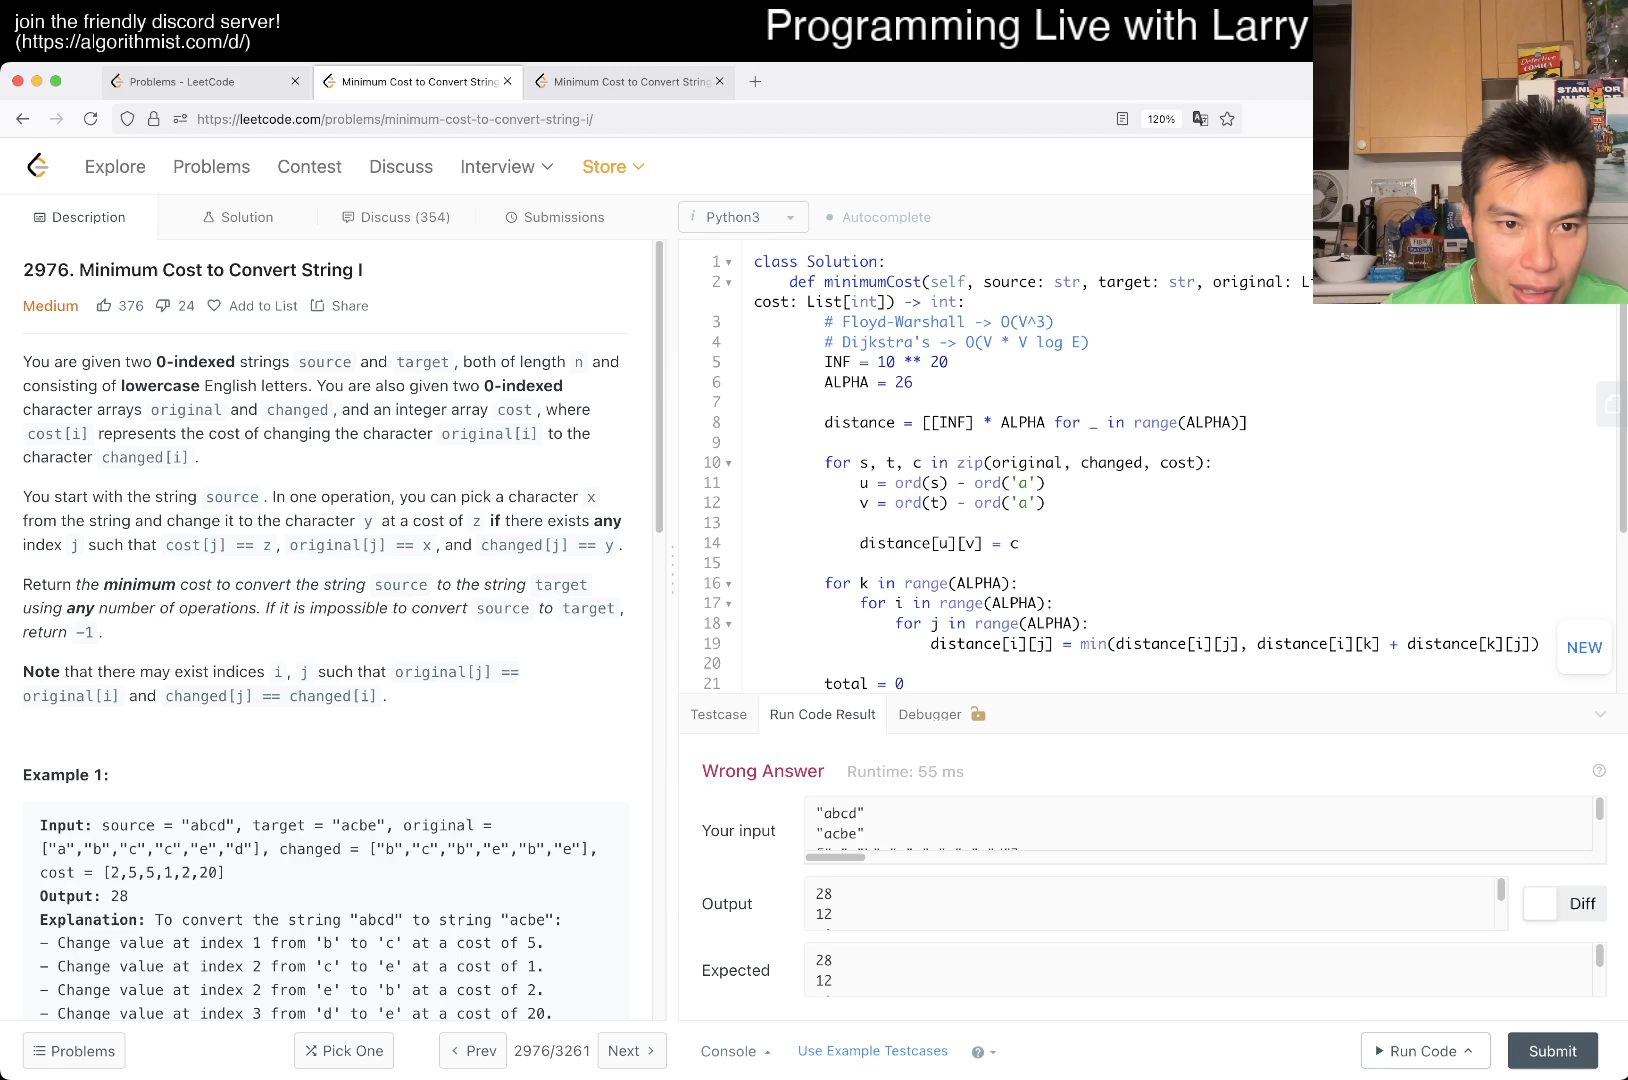 join the friendly discord server!
(https://algorithmist.com/d/)
Programming Live with Larry
Problems - LeetCode
Minimum Cost to Convert String
Minimum Cost to Convert String
https://leetcode.com/problems/minimum-cost-to-convert-string-i/
120%
Explore
Problems
Contest
Discuss
Interview
Store
Description
Solution
Discuss (354)
Submissions
Python3
Autocomplete
2976. Minimum Cost to Convert String I
Medium
376
24
Add to List
Share
You are given two 0-indexed strings source and target, both of length n and
consisting of lowercase English letters. You are also given two 0-indexed
character arrays original and changed, and an integer array cost, where
cost[i] represents the cost of changing the character original[i] to the
character changed[i].
You start with the string source. In one operation, you can pick a character x
from the string and change it to the character y at a cost of z if there exists any
index j such that cost[j] == z, original[j] == x, and changed[j] == y.
Return the minimum cost to convert the string source to the string target
using any number of operations. If it is impossible to convert source to target,
return -1.
Note that there may exist indices i, j such that original[j] ==
original[i] and changed[j] == changed[i].
Example 1:
Input: source = "abcd", target = "acbe", original =
["a","b","c","c","e","d"], changed = ["b","c","b","e","b","e"],
cost = [2,5,5,1,2,20]
Output: 28
Explanation: To convert the string "abcd" to string "acbe":
- Change value at index 1 from 'b' to 'c' at a cost of 5.
- Change value at index 2 from 'c' to 'e' at a cost of 1.
- Change value at index 2 from 'e' to 'b' at a cost of 2.
- Change value at index 3 from 'd' to 'e' at a cost of 20.
1 class Solution:
2 def minimumCost(self, source: str, target: str, original: L
cost: List[int]) -> int:
3 # Floyd-Warshall -> O(V^3)
4 # Dijkstra's -> O(V * V log E)
5 INF = 10 ** 20
6 ALPHA = 26
7
8 distance = [[INF] * ALPHA for _ in range(ALPHA)]
9
10 for s, t, c in zip(original, changed, cost):
11 u = ord(s) - ord('a')
12 v = ord(t) - ord('a')
13
14 distance[u][v] = c
15
16 for k in range(ALPHA):
17 for i in range(ALPHA):
18 for j in range(ALPHA):
19 distance[i][j] = min(distance[i][j], distance[i][k] + distance[k][j])
20
21 total = 0
NEW
Testcase
Run Code Result
Debugger
Wrong Answer
Runtime: 55 ms
Your input
"abcd"
"acbe"
Output
28
12
Diff
Expected
28
12
Problems
Pick One
Prev
2976/3261
Next
Console
Use Example Testcases
Run Code
Submit